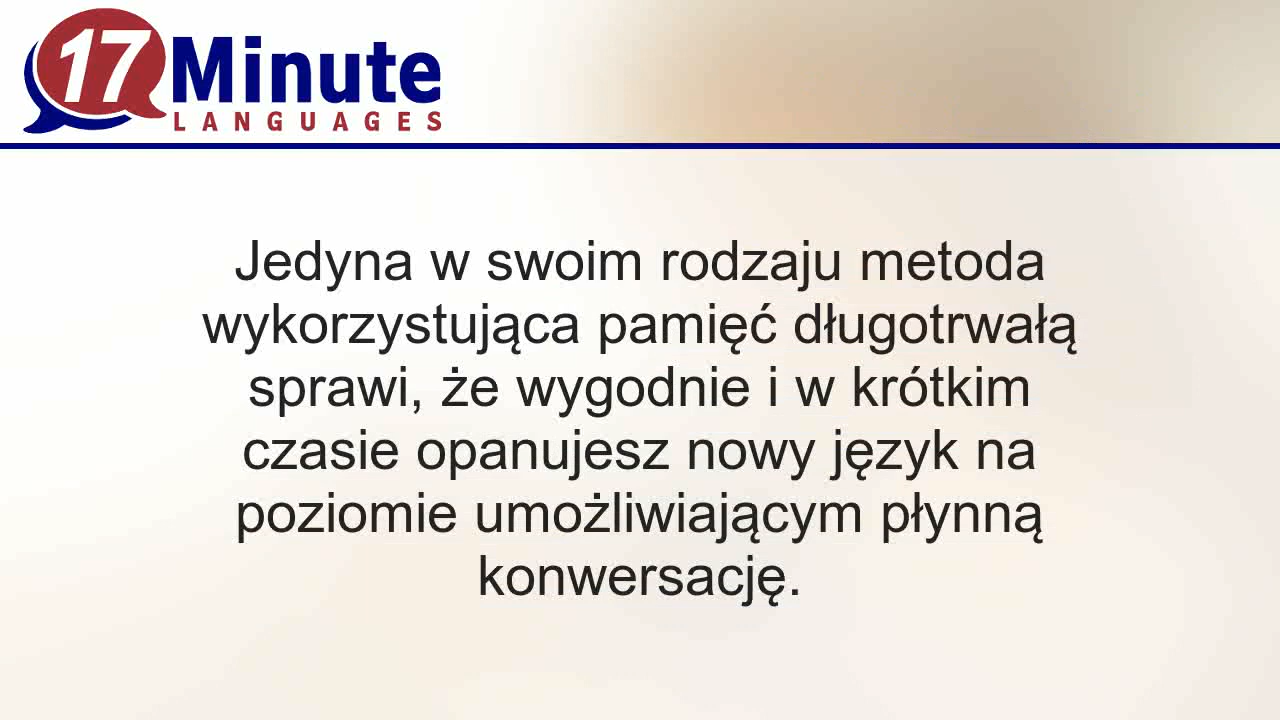 17 Minute
LANGUAGES
Jedyna w swoim rodzaju metoda
wykorzystująca pamięć długotrwałą
sprawi, że wygodnie i w krótkim
czasie opanujesz nowy język na
poziomie umożliwiającym płynną
konwersację.